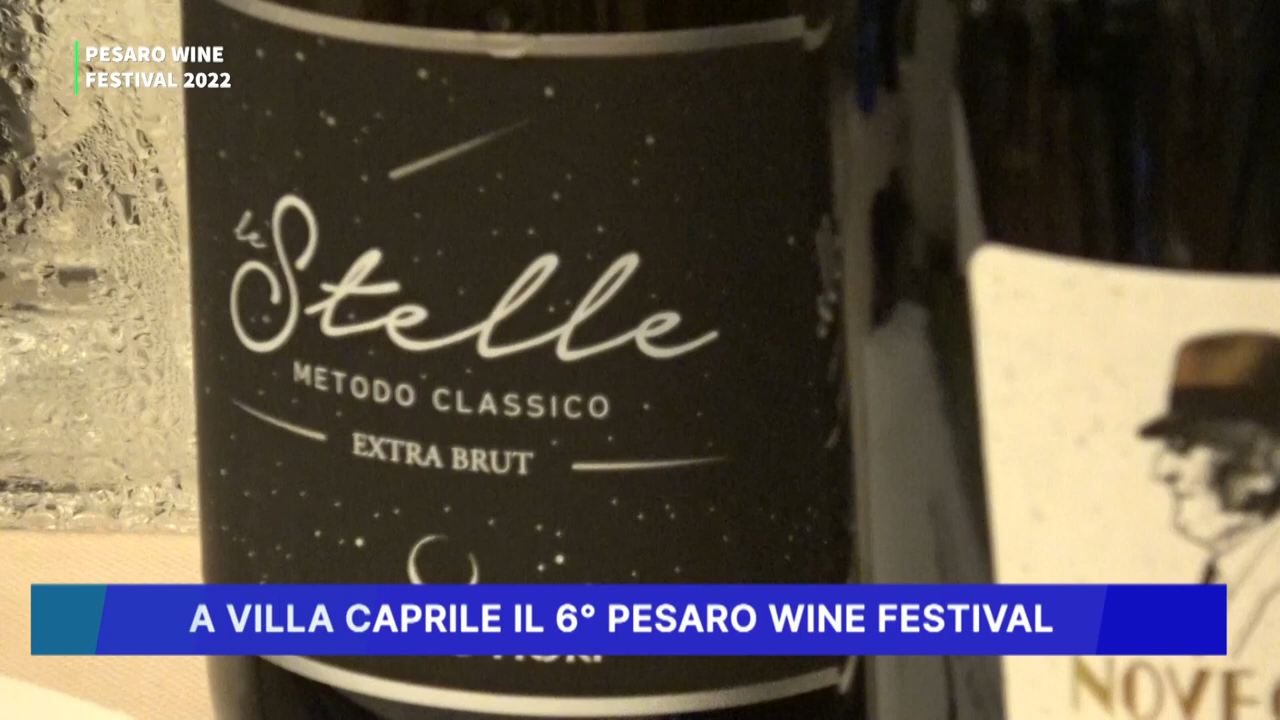 PESARO WINE
FESTIVAL 2022
le Stelle
METODO CLASSICO
EXTRA BRUT
A VILLA CAPRILE IL 6° PESARO WINE FESTIVAL